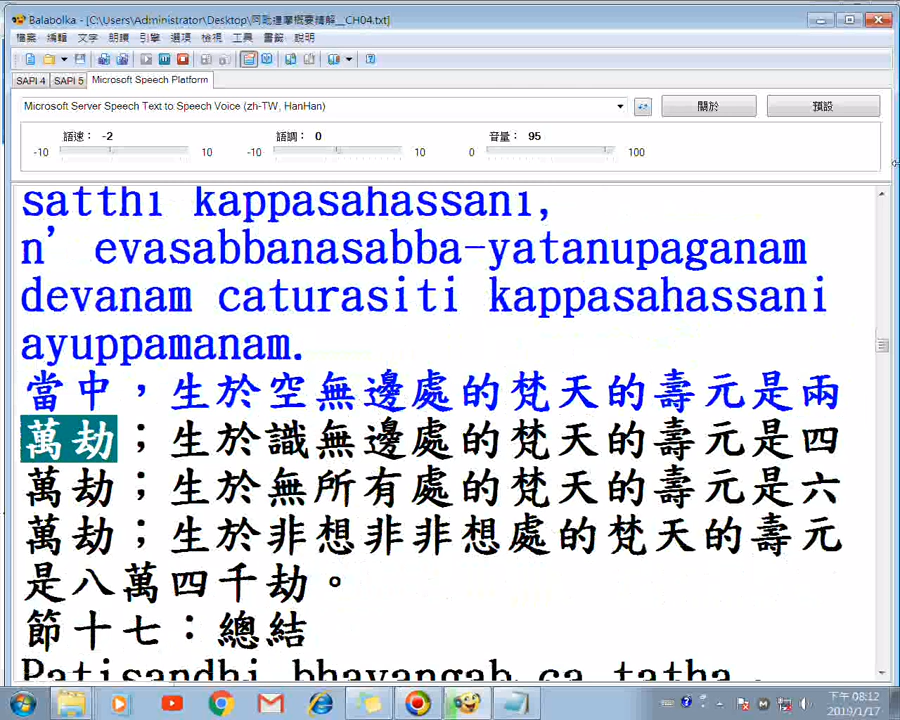 Balabolka - [C:\Users\Administrator\Desktop\阿毗達摩概要精解__CH04.txt]
檔案 編輯 文字 朗讀 引擎 選項 檢視 工具 書籤 說明
SAPI 4 SAPI 5 Microsoft Speech Platform
Microsoft Server Speech Text to Speech Voice (zh-TW, HanHan) 關於 預設
語速： -2 語調： 0 音量： 95
-10 10 -10 10 0 100
satthi kappasahassani,
n' evasabbanasabba-yatanupaganam
devanam caturasiti kappasahassani
ayuppamanam.
當中，生於空無邊處的梵天的壽元是兩
萬劫；生於識無邊處的梵天的壽元是四
萬劫；生於無所有處的梵天的壽元是六
萬劫；生於非想非非想處的梵天的壽元
是八萬四千劫。
節十七：總結
Patisandhi bhavangah ca tatha
下午 08:12
2019/1/17